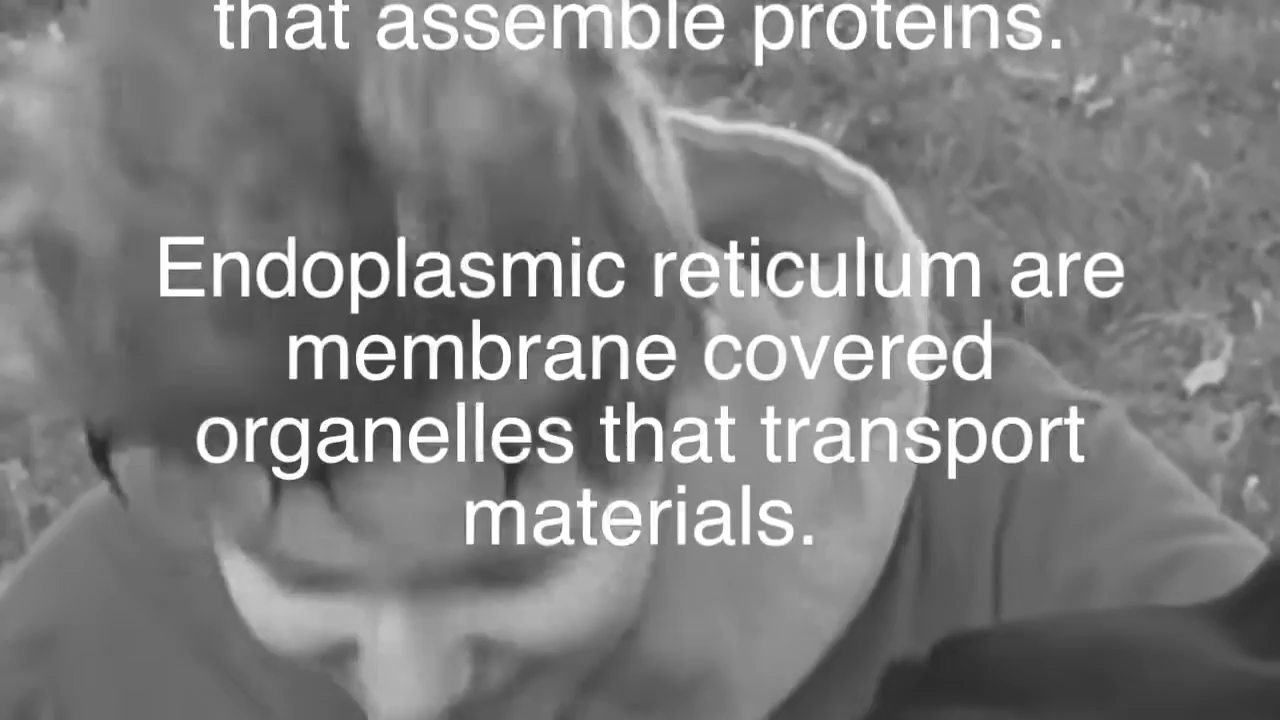 that assemble proteins.
Endoplasmic reticulum are
membrane covered
organelles that transport
materials.